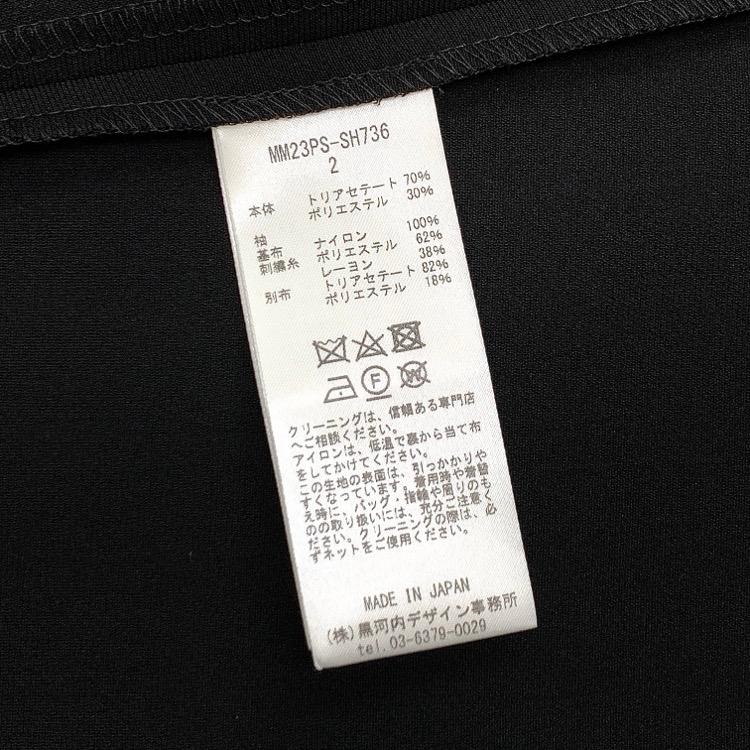 MM23PS-SH736
2
本体 トリアセテート 70%
ポリエステル 30%
袖
基布 ナイロン 100%
刺繍糸 ポリエステル 62%
レーヨン 38%
別布 トリアセテート 82%
ポリエステル 18%
F
W
クリーニングは、信頼ある専門店
へご相談ください。
アイロンは、低温で裏から当て布
をしてかけてください。
この生地の表面は、引っかかりや
すくなっています。着用時や着替
え時に、バッグ・指輪や周りのも
のの取り扱いには、充分ご注意く
ださい。クリーニングの際は、必
ずネットをご使用ください。
MADE IN JAPAN
(株)黒河内デザイン事務所
tel.03-6379-0029